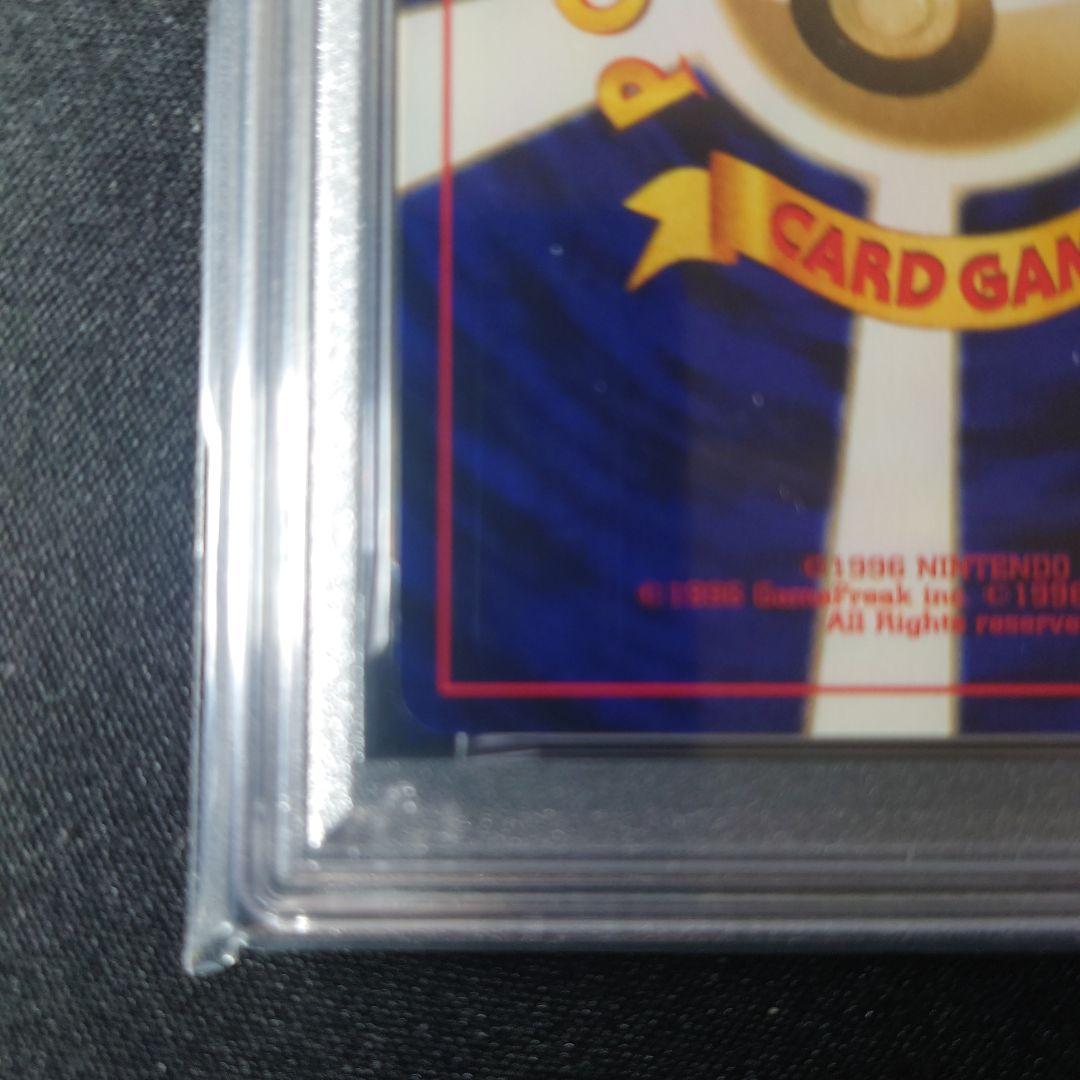 P
CARD GAM
©1996 NINTENDO
©1996 GameFreak inc. ©1996
All Rights reserve